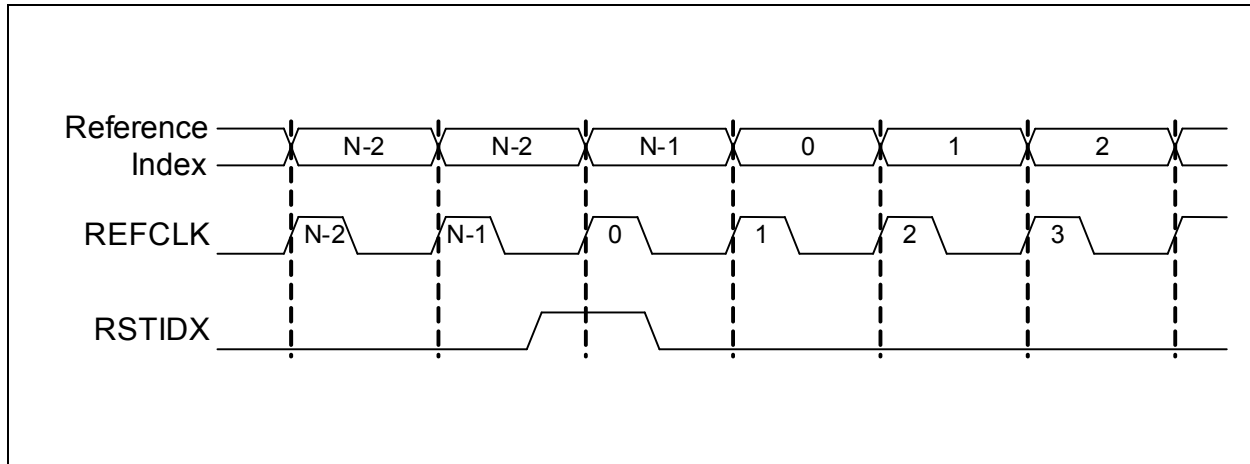 Reference
Index
N-2 N-2 N-1 0 1 2
REFCLK
N-2 N-1 0 1 2 3
RSTIDX